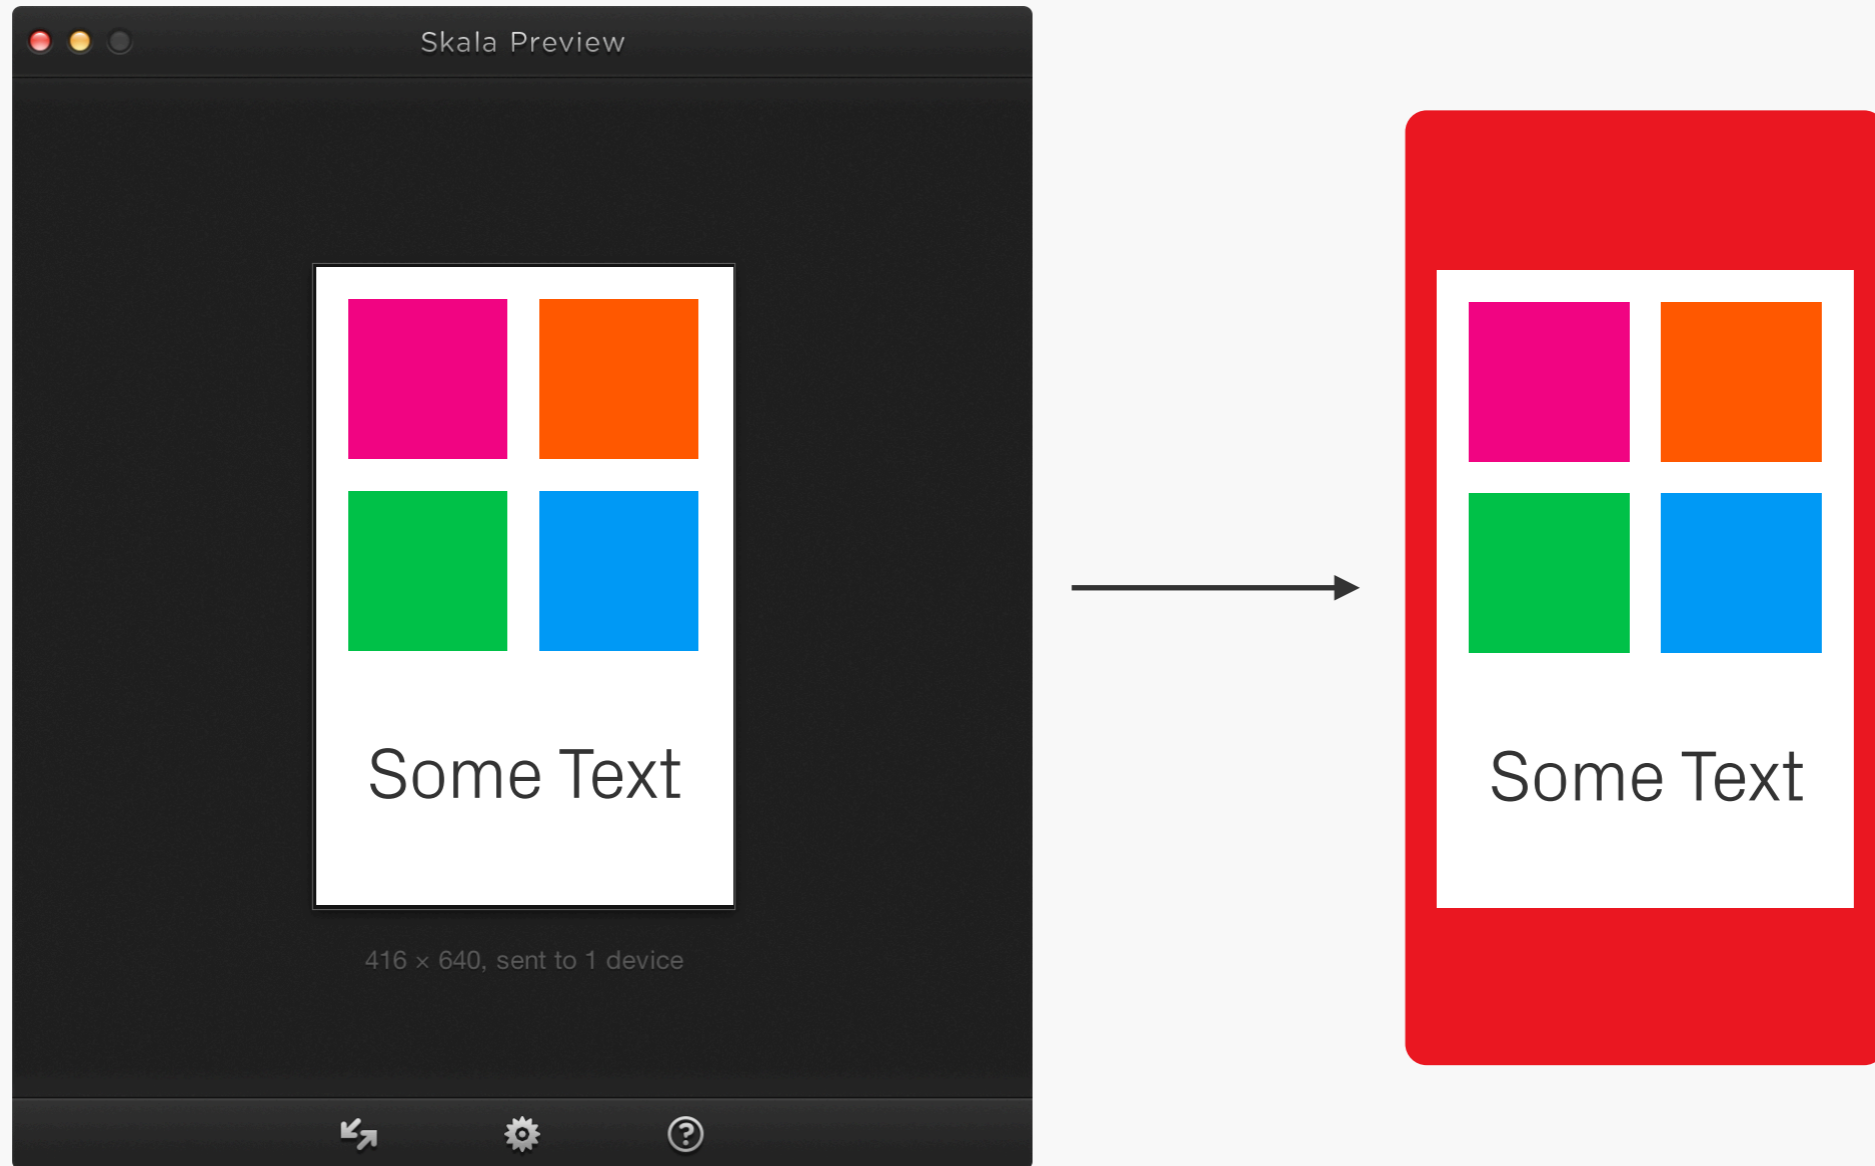 Skala Preview
Some Text
416 × 640, sent to 1 device
?
Some Text